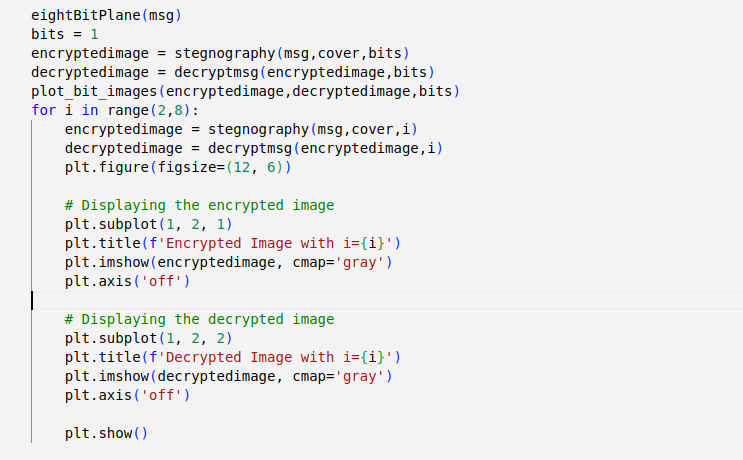 eightBitPlane(msg)
bits = 1
encryptedimage = stegnography(msg,cover,bits)
decryptedimage = decryptmsg(encryptedimage,bits)
plot_bit_images(encryptedimage,decryptedimage,bits)
for i in range(2,8):
    encryptedimage = stegnography(msg,cover,i)
    decryptedimage = decryptmsg(encryptedimage,i)
    plt.figure(figsize=(12, 6))

    # Displaying the encrypted image
    plt.subplot(1, 2, 1)
    plt.title(f'Encrypted Image with i={i}')
    plt.imshow(encryptedimage, cmap='gray')
    plt.axis('off')

    # Displaying the decrypted image
    plt.subplot(1, 2, 2)
    plt.title(f'Decrypted Image with i={i}')
    plt.imshow(decryptedimage, cmap='gray')
    plt.axis('off')

    plt.show()